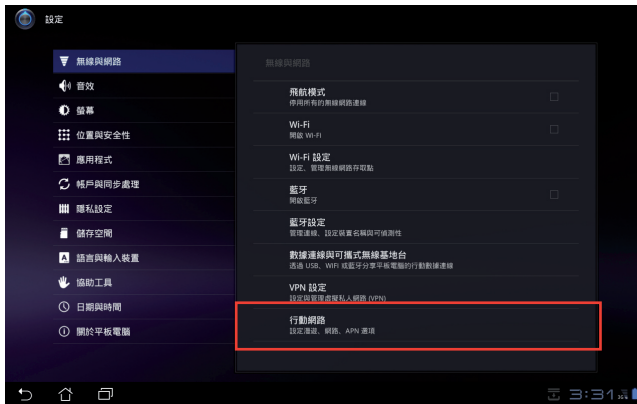 設定
無線與網路
音效
螢幕
位置與安全性
應用程式
帳戶與同步處理
隱私設定
儲存空間
語言與輸入裝置
協助工具
日期與時間
關於平板電腦
無線與網路
飛航模式
停用所有的無線網路連線
Wi-Fi
開啟 Wi-Fi
Wi-Fi 設定
設定、管理無線網路存取點
藍牙
開啟藍牙
藍牙設定
管理連線、設定裝置名稱與可偵測性
數據連線與可攜式無線基地台
透過 USB、WIFI 或藍牙分享平板電腦的行動數據連線
VPN 設定
設定與管理虛擬私人網路 (VPN)
行動網路
設定漫遊、網路、APN 選項
3:31